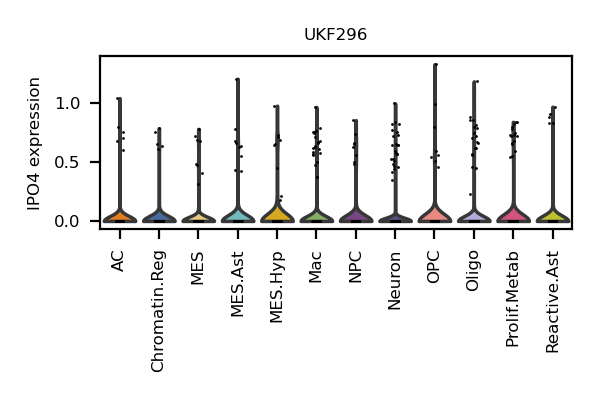 UKF296
IPO4 expression
1.0
0.5
0.0
AC
Chromatin.Reg
MES
MES.Ast
MES.Hyp
Mac
NPC
Neuron
OPC
Oligo
Prolif.Metab
Reactive.Ast